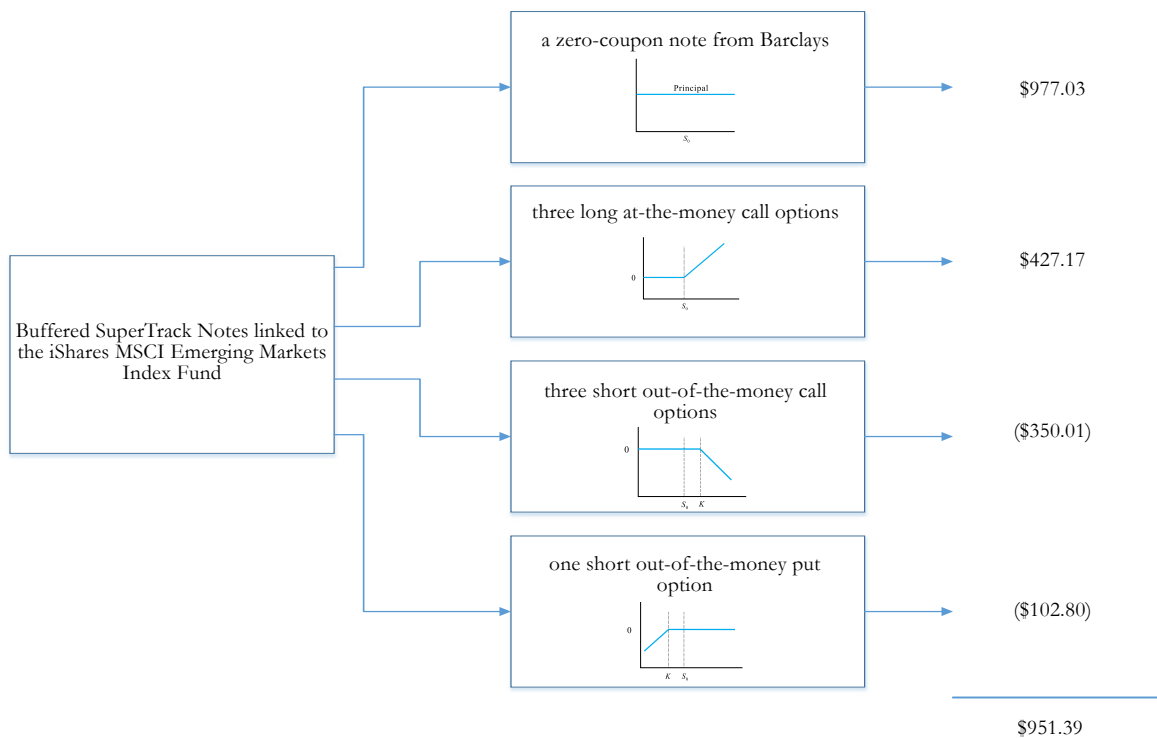 Buffered SuperTrack Notes linked to
the iShares MSCI Emerging Markets
Index Fund
a zero-coupon note from Barclays
Principal
S₀
$977.03
three long at-the-money call options
0
S₀
$427.17
three short out-of-the-money call
options
0
S₀ K
($350.01)
one short out-of-the-money put
option
0
K S₀
($102.80)
$951.39